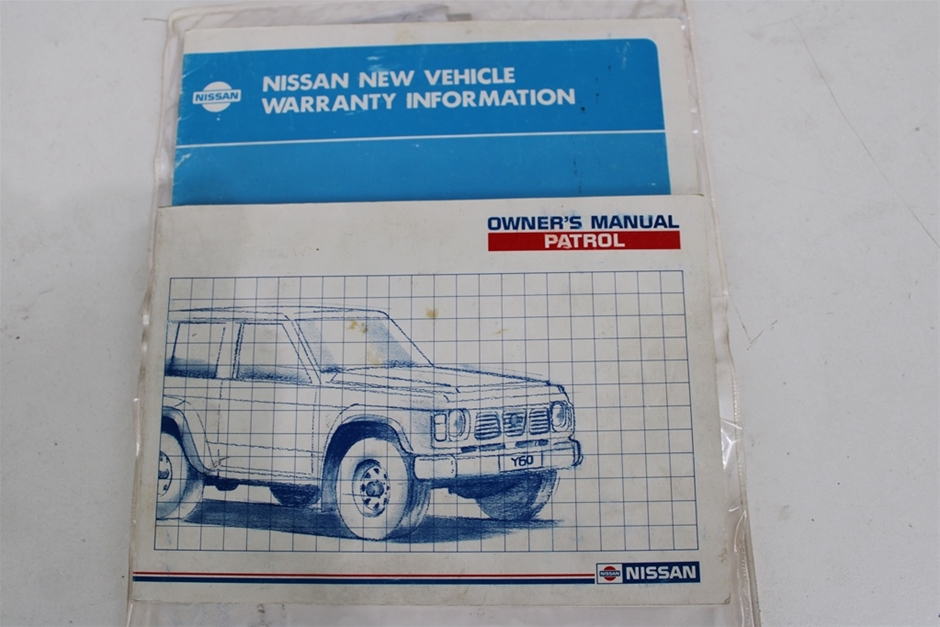 NISSAN
NISSAN NEW VEHICLE
WARRANTY INFORMATION
OWNER'S MANUAL
PATROL
Y60
NISSAN
NISSAN